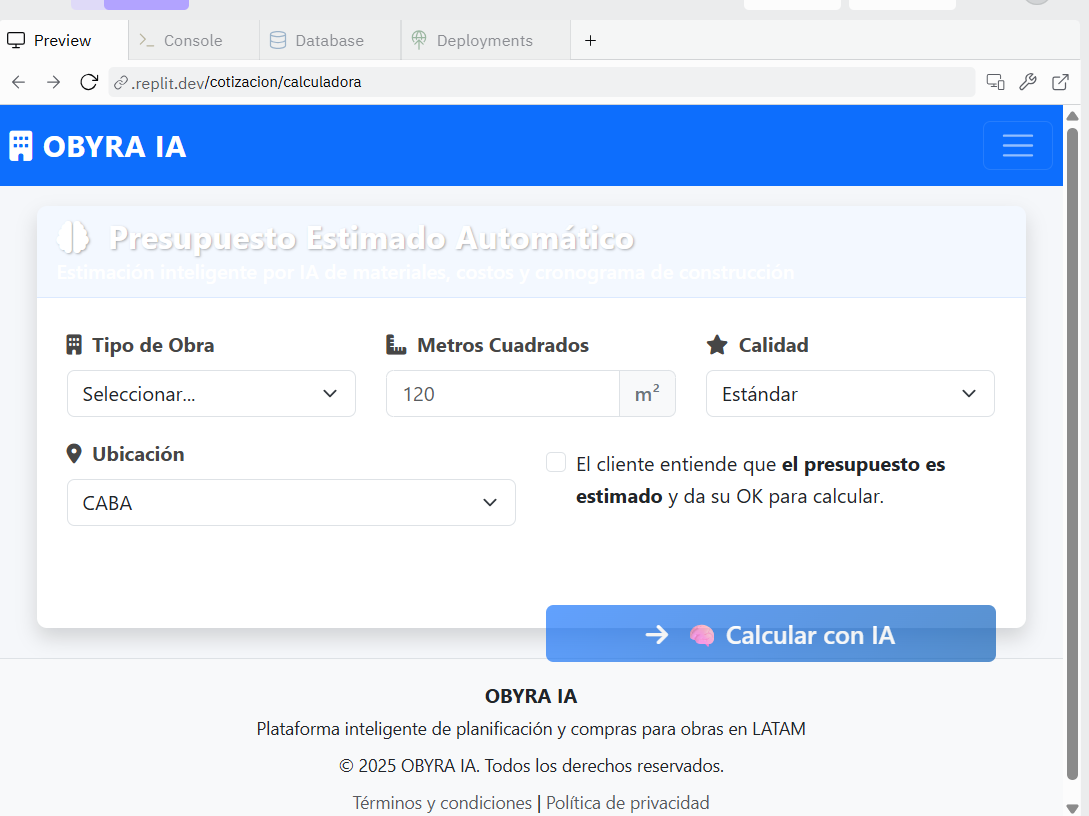 Preview
Console
Database
Deployments
.replit.dev/cotizacion/calculadora
OBYRA IA
Presupuesto Estimado Automático
Estimación inteligente por IA de materiales, costos y cronograma de construcción
Tipo de Obra
Metros Cuadrados
Calidad
Seleccionar...
120
m²
Estándar
Ubicación
CABA
El cliente entiende que el presupuesto es
estimado y da su OK para calcular.
Calcular con IA
OBYRA IA
Plataforma inteligente de planificación y compras para obras en LATAM
© 2025 OBYRA IA. Todos los derechos reservados.
Términos y condiciones | Política de privacidad